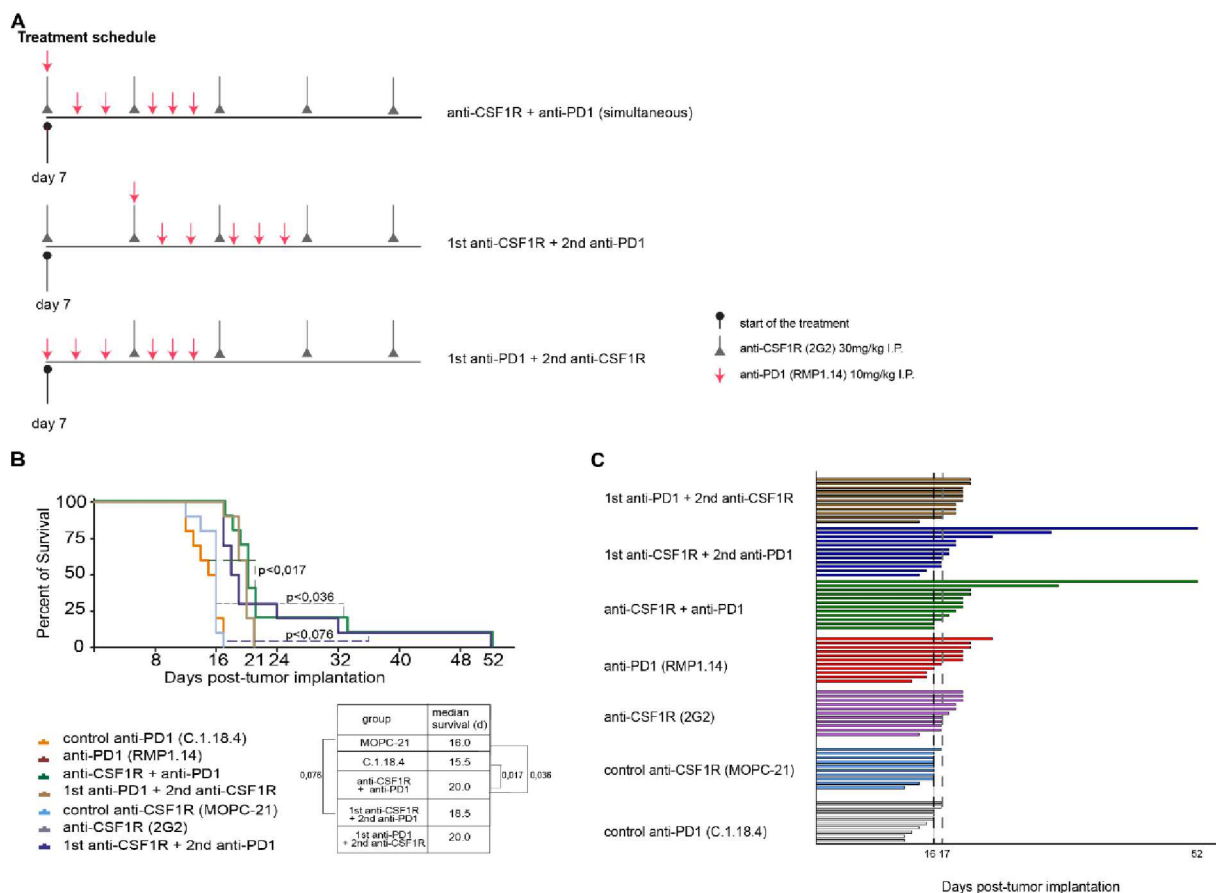 A
Treatment schedule
anti-CSF1R + anti-PD1 (simultaneous)
day 7
1st anti-CSF1R + 2nd anti-PD1
day 7
1st anti-PD1 + 2nd anti-CSF1R
day 7
start of the treatment
anti-CSF1R (2G2) 30mg/kg I.P.
anti-PD1 (RMP1.14) 10mg/kg I.P.
B
Percent of Survival
100
75
50
25
0
p<0,017
p<0,036
p<0,076
8 16 21 24 32 40 48 52
Days post-tumor implantation
control anti-PD1 (C.1.18.4)
anti-PD1 (RMP1.14)
anti-CSF1R + anti-PD1
1st anti-PD1 + 2nd anti-CSF1R
control anti-CSF1R (MOPC-21)
anti-CSF1R (2G2)
1st anti-CSF1R + 2nd anti-PD1
group median
survival (d)
MOPC-21 16.0
C.1.18.4 15.5
anti-CSF1R
+ anti-PD1 20.0
1st anti-CSF1R
+ 2nd anti-PD1 18.5
1st anti-PD1
+ 2nd anti-CSF1R 20.0
0,076
0,017
0,036
C
1st anti-PD1 + 2nd anti-CSF1R
1st anti-CSF1R + 2nd anti-PD1
anti-CSF1R + anti-PD1
anti-PD1 (RMP1.14)
anti-CSF1R (2G2)
control anti-CSF1R (MOPC-21)
control anti-PD1 (C.1.18.4)
16 17 52
Days post-tumor implantation